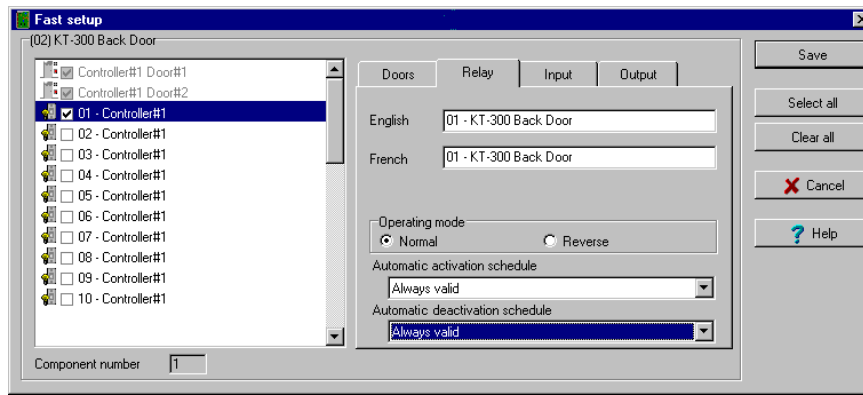 Fast setup
(02) KT-300 Back Door
Controller#1 Door#1
Controller#1 Door#2
01 - Controller#1
02 - Controller#1
03 - Controller#1
04 - Controller#1
05 - Controller#1
06 - Controller#1
07 - Controller#1
08 - Controller#1
09 - Controller#1
10 - Controller#1
Component number 1
Doors Relay Input Output
English 01 - KT-300 Back Door
French 01 - KT-300 Back Door
Operating mode
Normal Reverse
Automatic activation schedule
Always valid
Automatic deactivation schedule
Always valid
Save
Select all
Clear all
Cancel
? Help